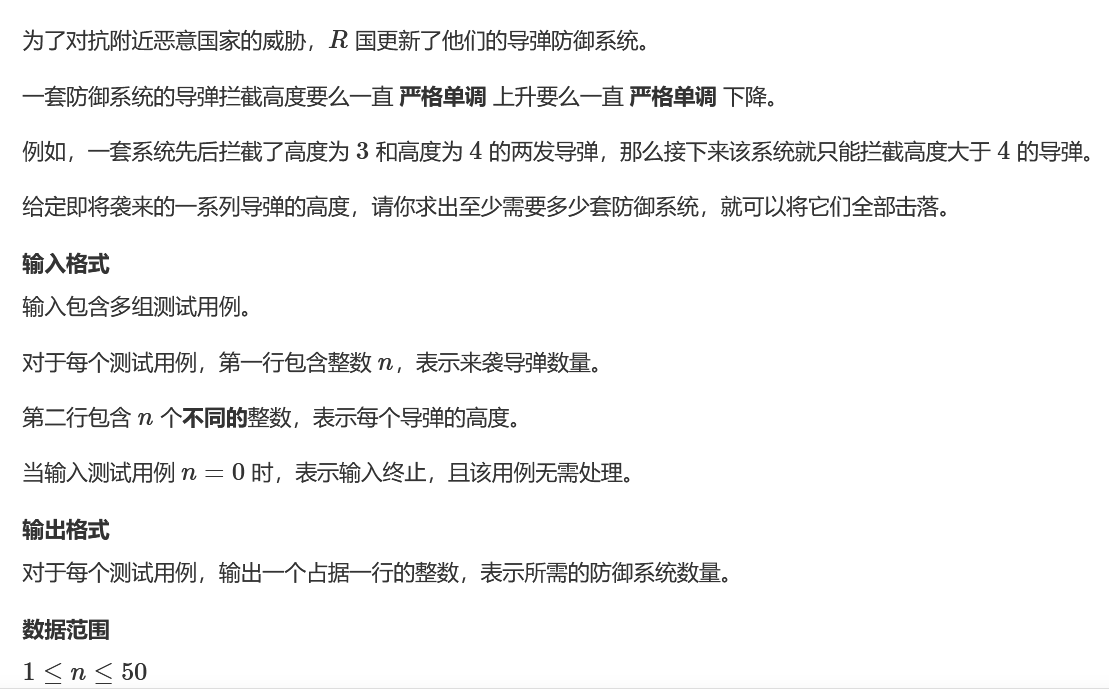 为了对抗附近恶意国家的威胁，R 国更新了他们的导弹防御系统。
一套防御系统的导弹拦截高度要么一直 严格单调 上升要么一直 严格单调 下降。
例如，一套系统先后拦截了高度为 3 和高度为 4 的两发导弹，那么接下来该系统就只能拦截高度大于 4 的导弹。
给定即将袭来的一系列导弹的高度，请你求出至少需要多少套防御系统，就可以将它们全部击落。
输入格式
输入包含多组测试用例。
对于每个测试用例，第一行包含整数 n，表示来袭导弹数量。
第二行包含 n 个不同的整数，表示每个导弹的高度。
当输入测试用例 n = 0 时，表示输入终止，且该用例无需处理。
输出格式
对于每个测试用例，输出一个占据一行的整数，表示所需的防御系统数量。
数据范围
1 ≤ n ≤ 50